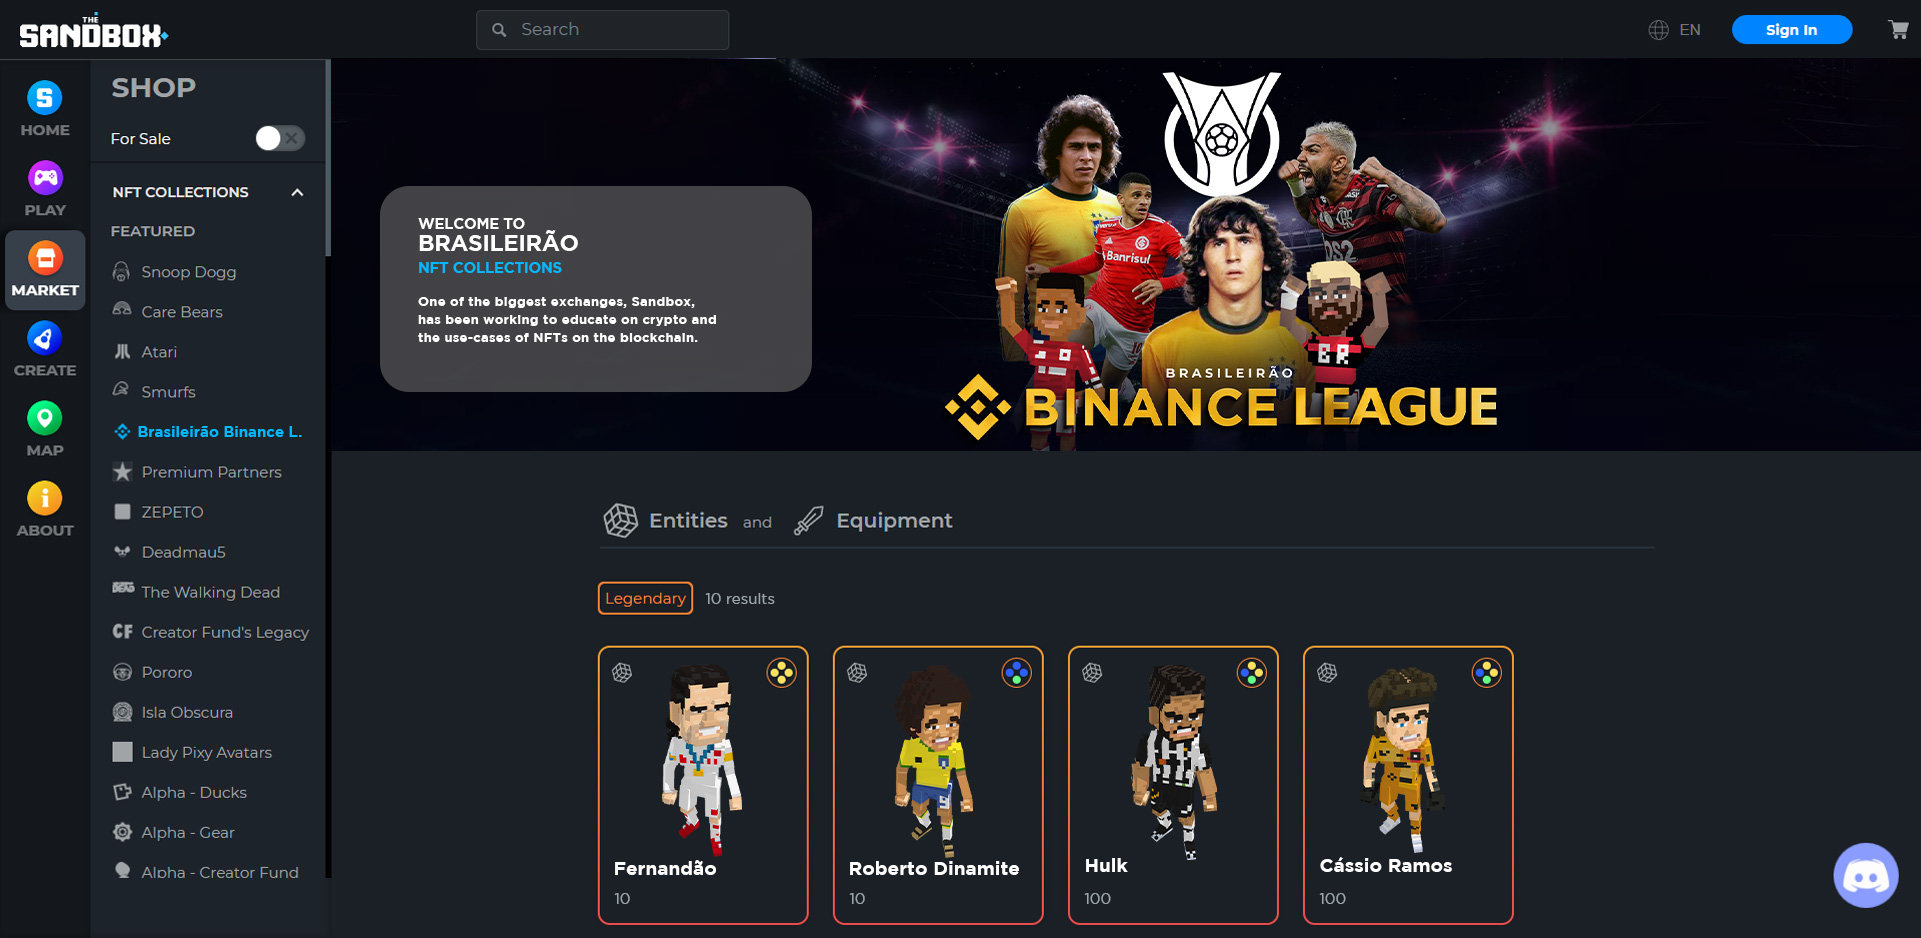 THE
SANDBOX
Search
EN
Sign In
HOME
PLAY
MARKET
CREATE
MAP
ABOUT
SHOP
For Sale
NFT COLLECTIONS
FEATURED
Snoop Dogg
Care Bears
Atari
Smurfs
Brasileirão Binance L.
Premium Partners
ZEPETO
Deadmau5
DEAD
The Walking Dead
CF Creator Fund's Legacy
Pororo
Isla Obscura
Lady Pixy Avatars
Alpha - Ducks
Alpha - Gear
Alpha - Creator Fund
WELCOME TO
BRASILEIRÃO
NFT COLLECTIONS
One of the biggest exchanges, Sandbox,
has been working to educate on crypto and
the use-cases of NFTs on the blockchain.
Banrisul
BR
BRASILEIRÃO
BINANCE LEAGUE
Entities and Equipment
Legendary 10 results
Fernandão
10
Roberto Dinamite
10
Hulk
100
Cássio Ramos
100